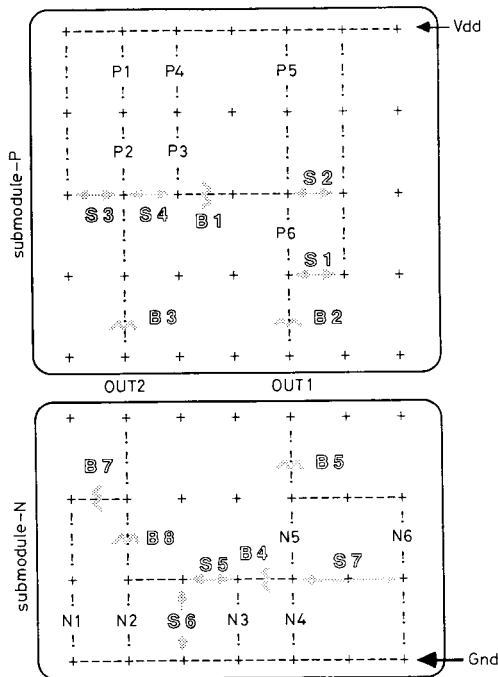 Vdd
P1 P4 P5
P2 P3
S2
S3 S4 B1
P6
S1
B3 B2
submodule-P
OUT2 OUT1
B7 B5
B8 N5 N6
S5 B4 S7
N1 N2 S6 N3 N4
Gnd
submodule-N